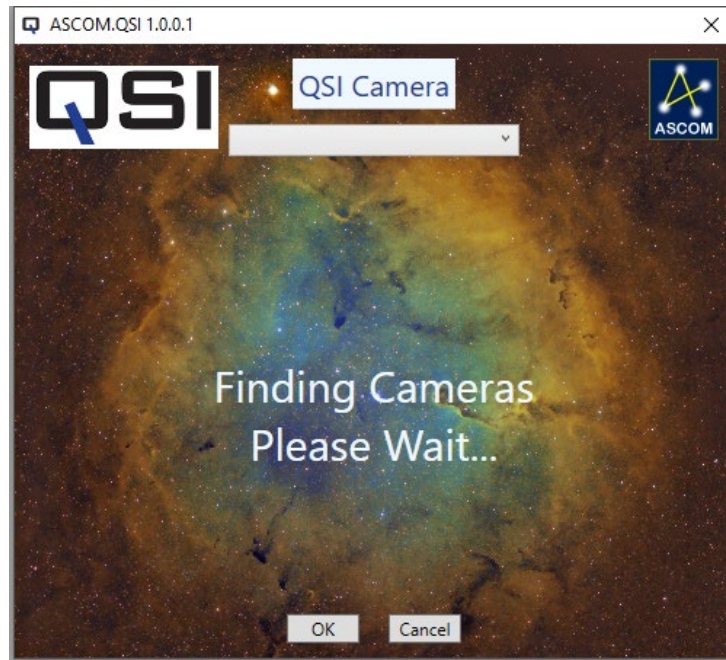 ASCOM.QSI 1.0.0.1
QSI
QSI Camera
ASCOM
Finding Cameras
Please Wait...
OK Cancel